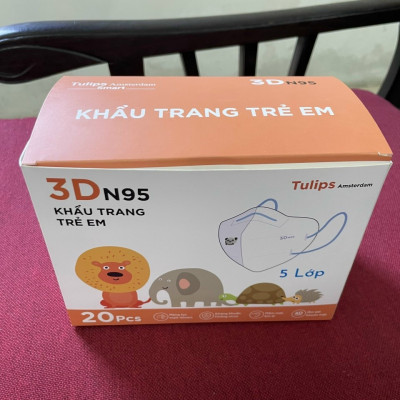 Tulips Amsterdam
Smart
3D N95
KHẨU TRANG TRẺ EM
3D N95
KHẨU TRANG
TRẺ EM
Tulips Amsterdam
5 Lớp
20 Pcs